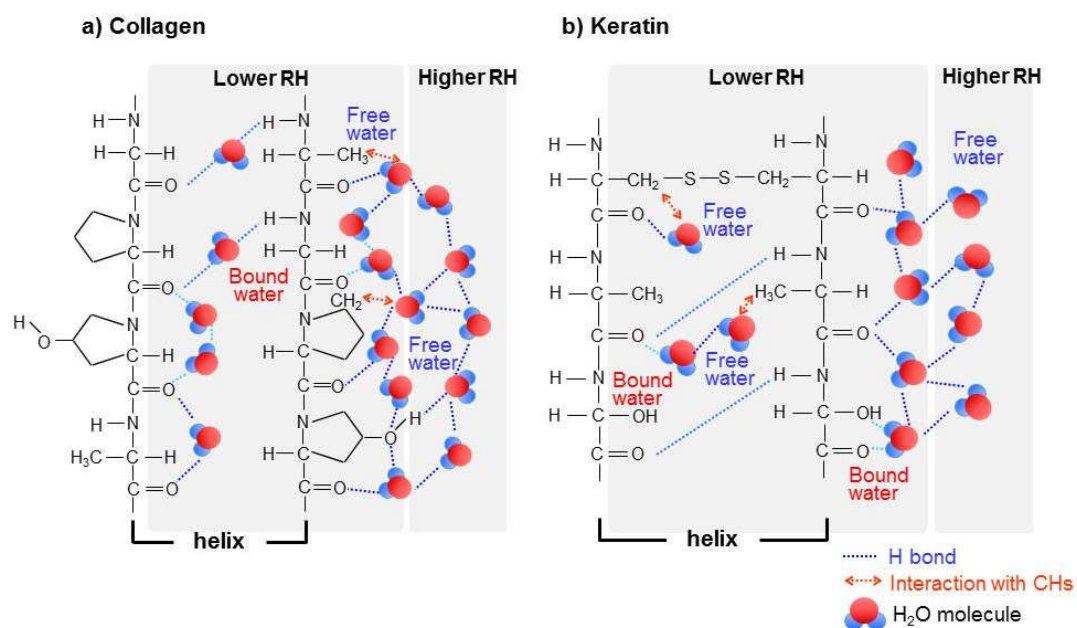 a) Collagen
Lower RH
Higher RH
H–N
H–C–H
C=O
N
H
C=O
H
O
N
H
C=O
H–N
H₃C
H
C=O
H–N
H–C–CH₃
C=O
H–N
H–C–H
C=O
CH₂
N
H
C=O
N
O
H
H
C=O
Free
water
Bound
water
Free
water
helix
b) Keratin
Lower RH
Higher RH
H–N
H–C–CH₂–S–S–CH₂–C–H
H–N
C=O
H–N
H–C–CH₃
C=O
H–N
H–C–OH
C=O
C=O
H–N
H₃C–C–H
C=O
H–N
H–C–OH
C=O
Free
water
Free
water
Bound
water
Free
water
Bound
water
helix
H bond
Interaction with CHs
H₂O molecule